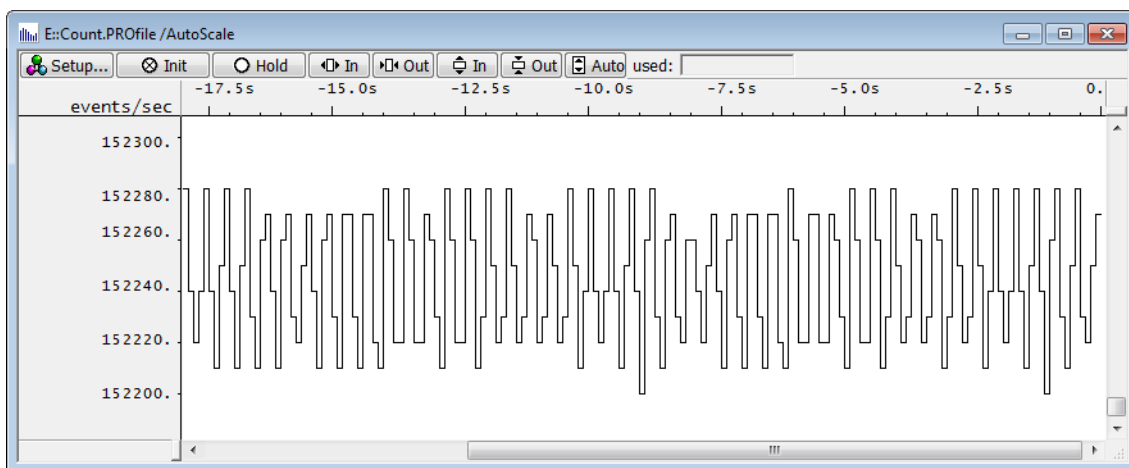 E::Count.PROfile /AutoScale
Setup... Init Hold In Out In Out Auto used:
-17.5s -15.0s -12.5s -10.0s -7.5s -5.0s -2.5s 0.
events/sec
152300.
152280.
152260.
152240.
152220.
152200.